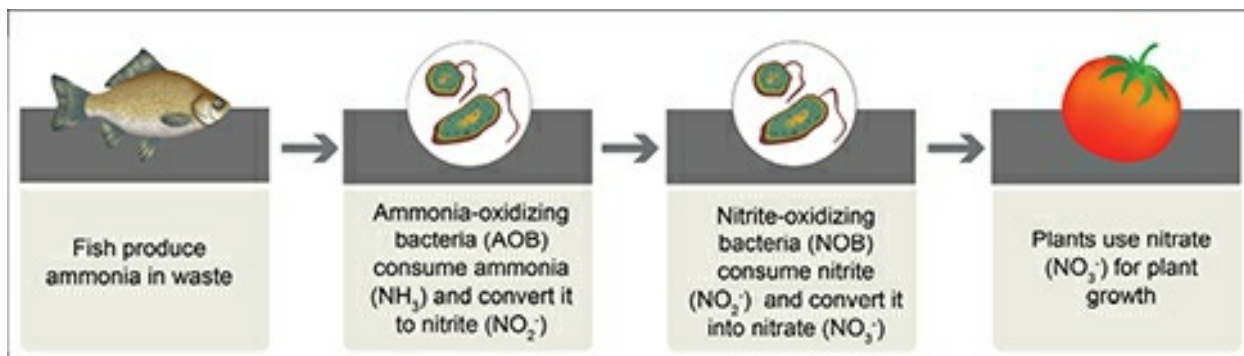 Fish produce
ammonia in waste
Ammonia-oxidizing
bacteria (AOB)
consume ammonia
(NH₃) and convert it
to nitrite (NO₂⁻)
Nitrite-oxidizing
bacteria (NOB)
consume nitrite
(NO₂⁻) and convert it
into nitrate (NO₃⁻)
Plants use nitrate
(NO₃⁻) for plant
growth